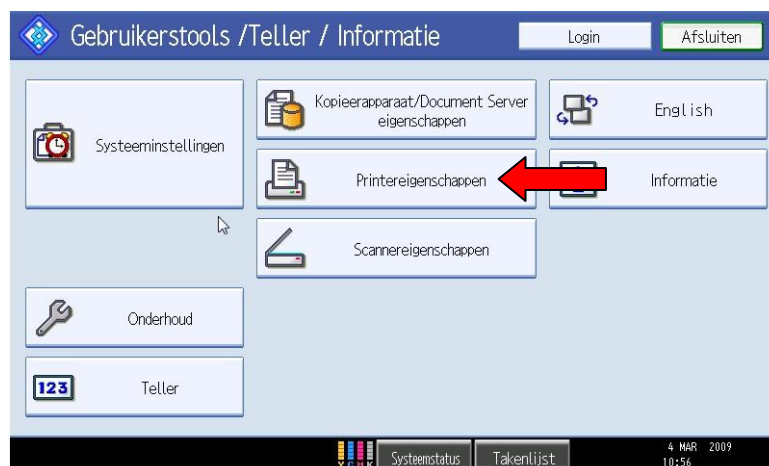 Gebruikerstools /Teller / Informatie
Login
Afsluiten
Systeeminstellingen
Kopieerapparaat/Document Server
eigenschappen
English
Printereigenschappen
Informatie
Scannereigenschappen
Onderhoud
123
Teller
Y C M K
Systeemstatus
Takenlijst
4 MAR 2009
10:56